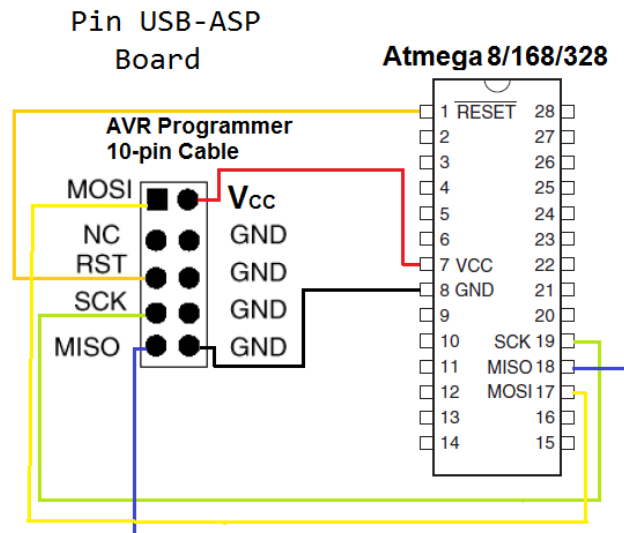 Pin USB-ASP
Board
Atmega 8/168/328
AVR Programmer
10-pin Cable
MOSI Vcc
NC GND
RST GND
SCK GND
MISO GND
1 RESET 28
2 27
3 26
4 25
5 24
6 23
7 VCC 22
8 GND 21
9 20
10 SCK 19
11 MISO 18
12 MOSI 17
13 16
14 15